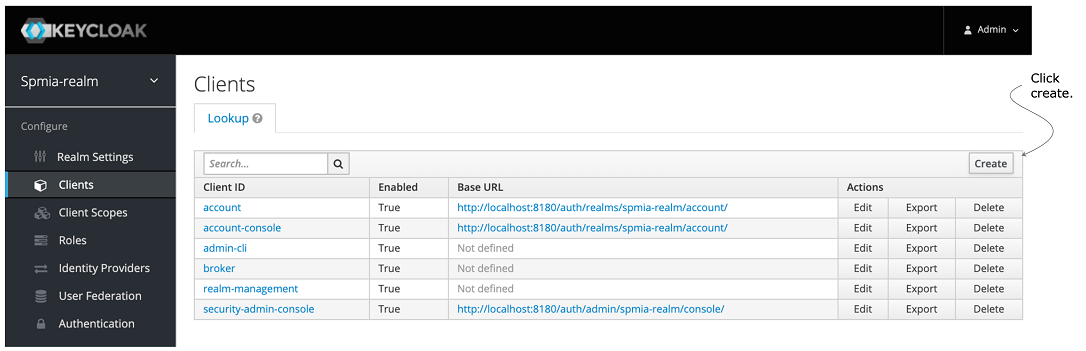 KEYCLOAK
Admin
Spmia-realm
Configure
Realm Settings
Clients
Client Scopes
Roles
Identity Providers
User Federation
Authentication
Clients
Lookup ?
Search...
Create
Client ID Enabled Base URL Actions
account True http://localhost:8180/auth/realms/spmia-realm/account/ Edit Export Delete
account-console True http://localhost:8180/auth/realms/spmia-realm/account/ Edit Export Delete
admin-cli True Not defined Edit Export Delete
broker True Not defined Edit Export Delete
realm-management True Not defined Edit Export Delete
security-admin-console True http://localhost:8180/auth/admin/spmia-realm/console/ Edit Export Delete
Click
create.